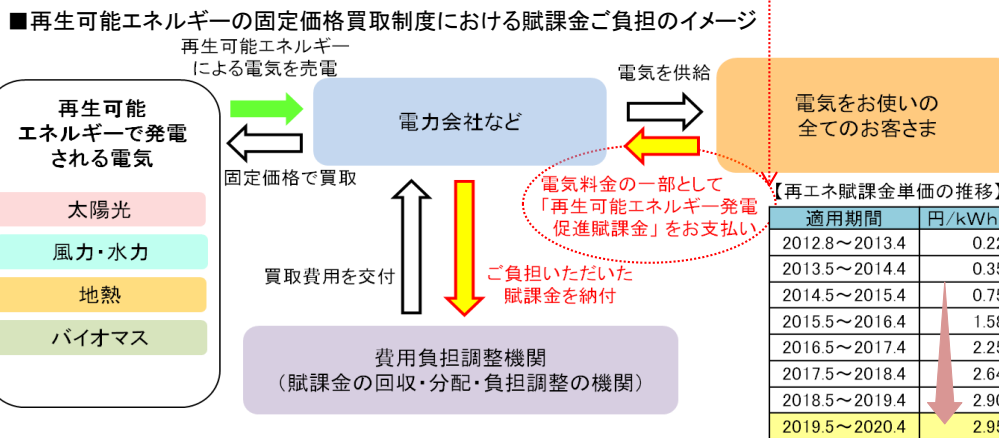 ■再生可能エネルギーの固定価格買取制度における賦課金ご負担のイメージ
再生可能エネルギー
による電気を売電
再生可能
エネルギーで発電
される電気
太陽光
風力・水力
地熱
バイオマス
固定価格で買取
電力会社など
電気を供給
電気をお使いの
全てのお客さま
電気料金の一部として
「再生可能エネルギー発電
促進賦課金」をお支払い
買取費用を交付
ご負担いただいた
賦課金を納付
費用負担調整機関
（賦課金の回収・分配・負担調整の機関）
【再エネ賦課金単価の推移】
適用期間 円/kWh
2012.8～2013.4 0.22
2013.5～2014.4 0.35
2014.5～2015.4 0.75
2015.5～2016.4 1.58
2016.5～2017.4 2.25
2017.5～2018.4 2.64
2018.5～2019.4 2.90
2019.5～2020.4 2.95